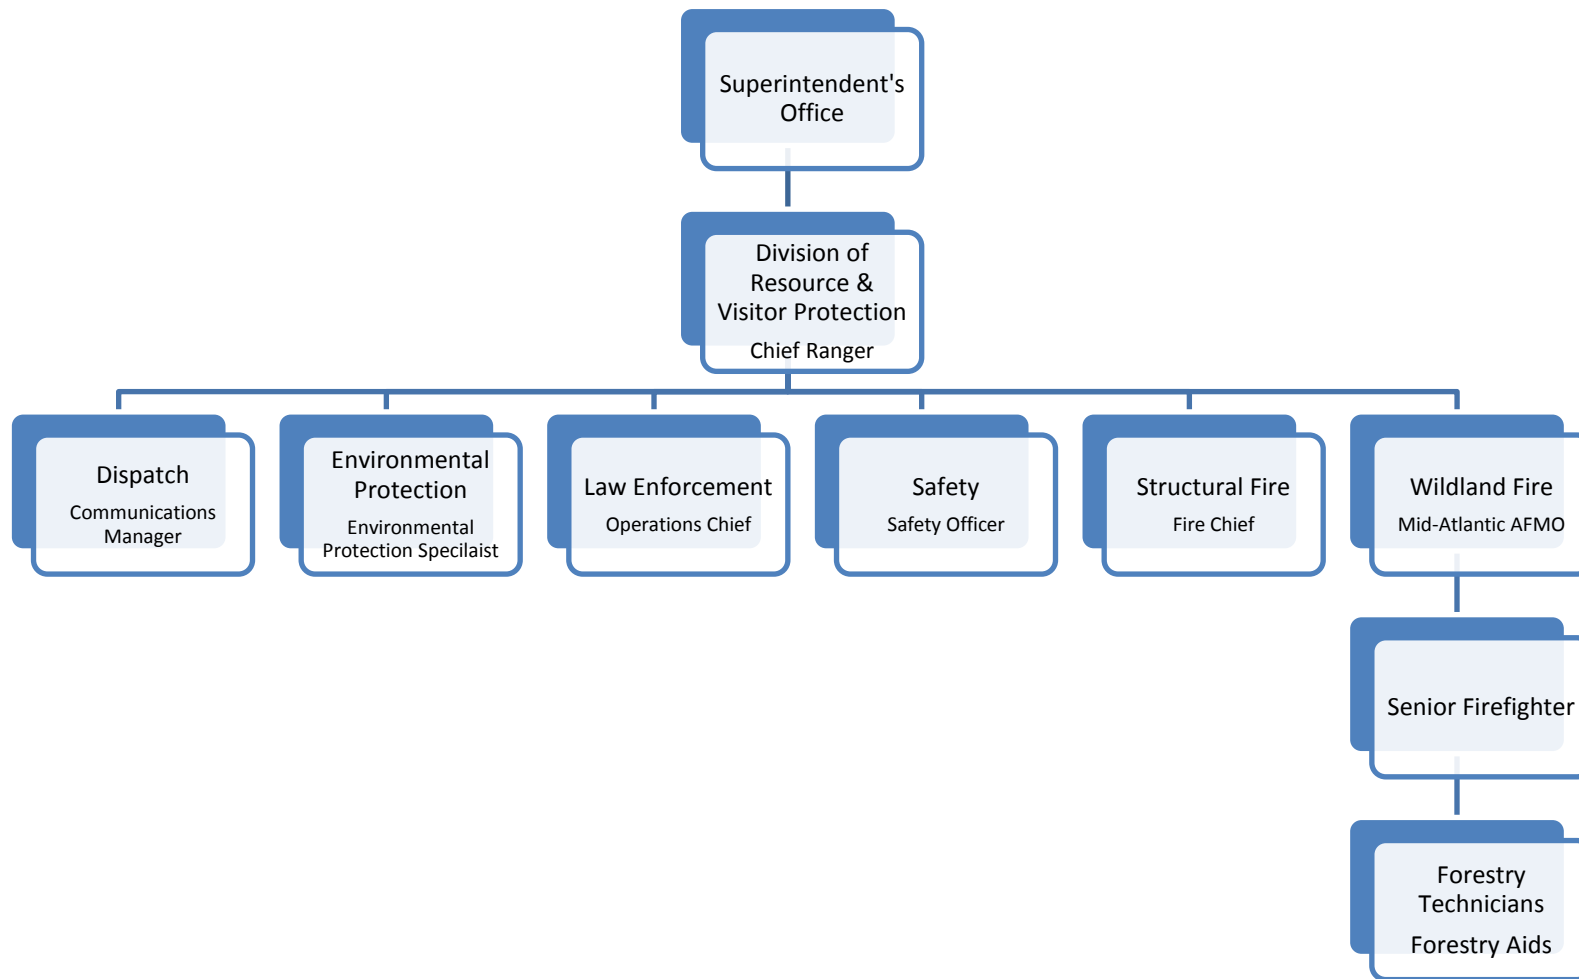 Superintendent's
Office
Division of
Resource &
Visitor Protection
Chief Ranger
Dispatch
Communications
Manager
Environmental
Protection
Environmental
Protection Specilaist
Law Enforcement
Operations Chief
Safety
Safety Officer
Structural Fire
Fire Chief
Wildland Fire
Mid-Atlantic AFMO
Senior Firefighter
Forestry
Technicians
Forestry Aids